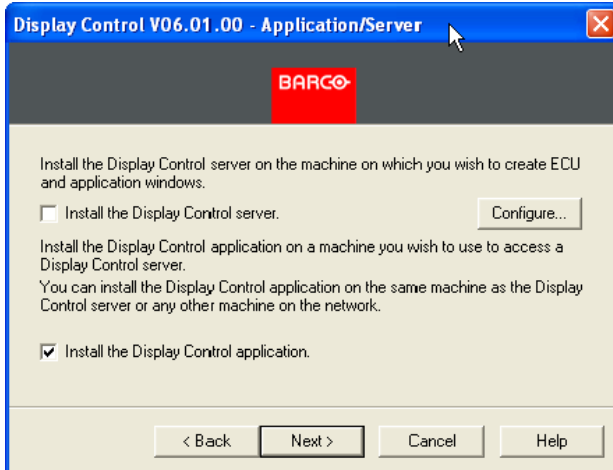 Display Control V06.01.00 - Application/Server
BARCO
Install the Display Control server on the machine on which you wish to create ECU
and application windows.
Install the Display Control server.
Configure...
Install the Display Control application on a machine you wish to use to access a
Display Control server.
You can install the Display Control application on the same machine as the Display
Control server or any other machine on the network.
Install the Display Control application.
< Back
Next >
Cancel
Help